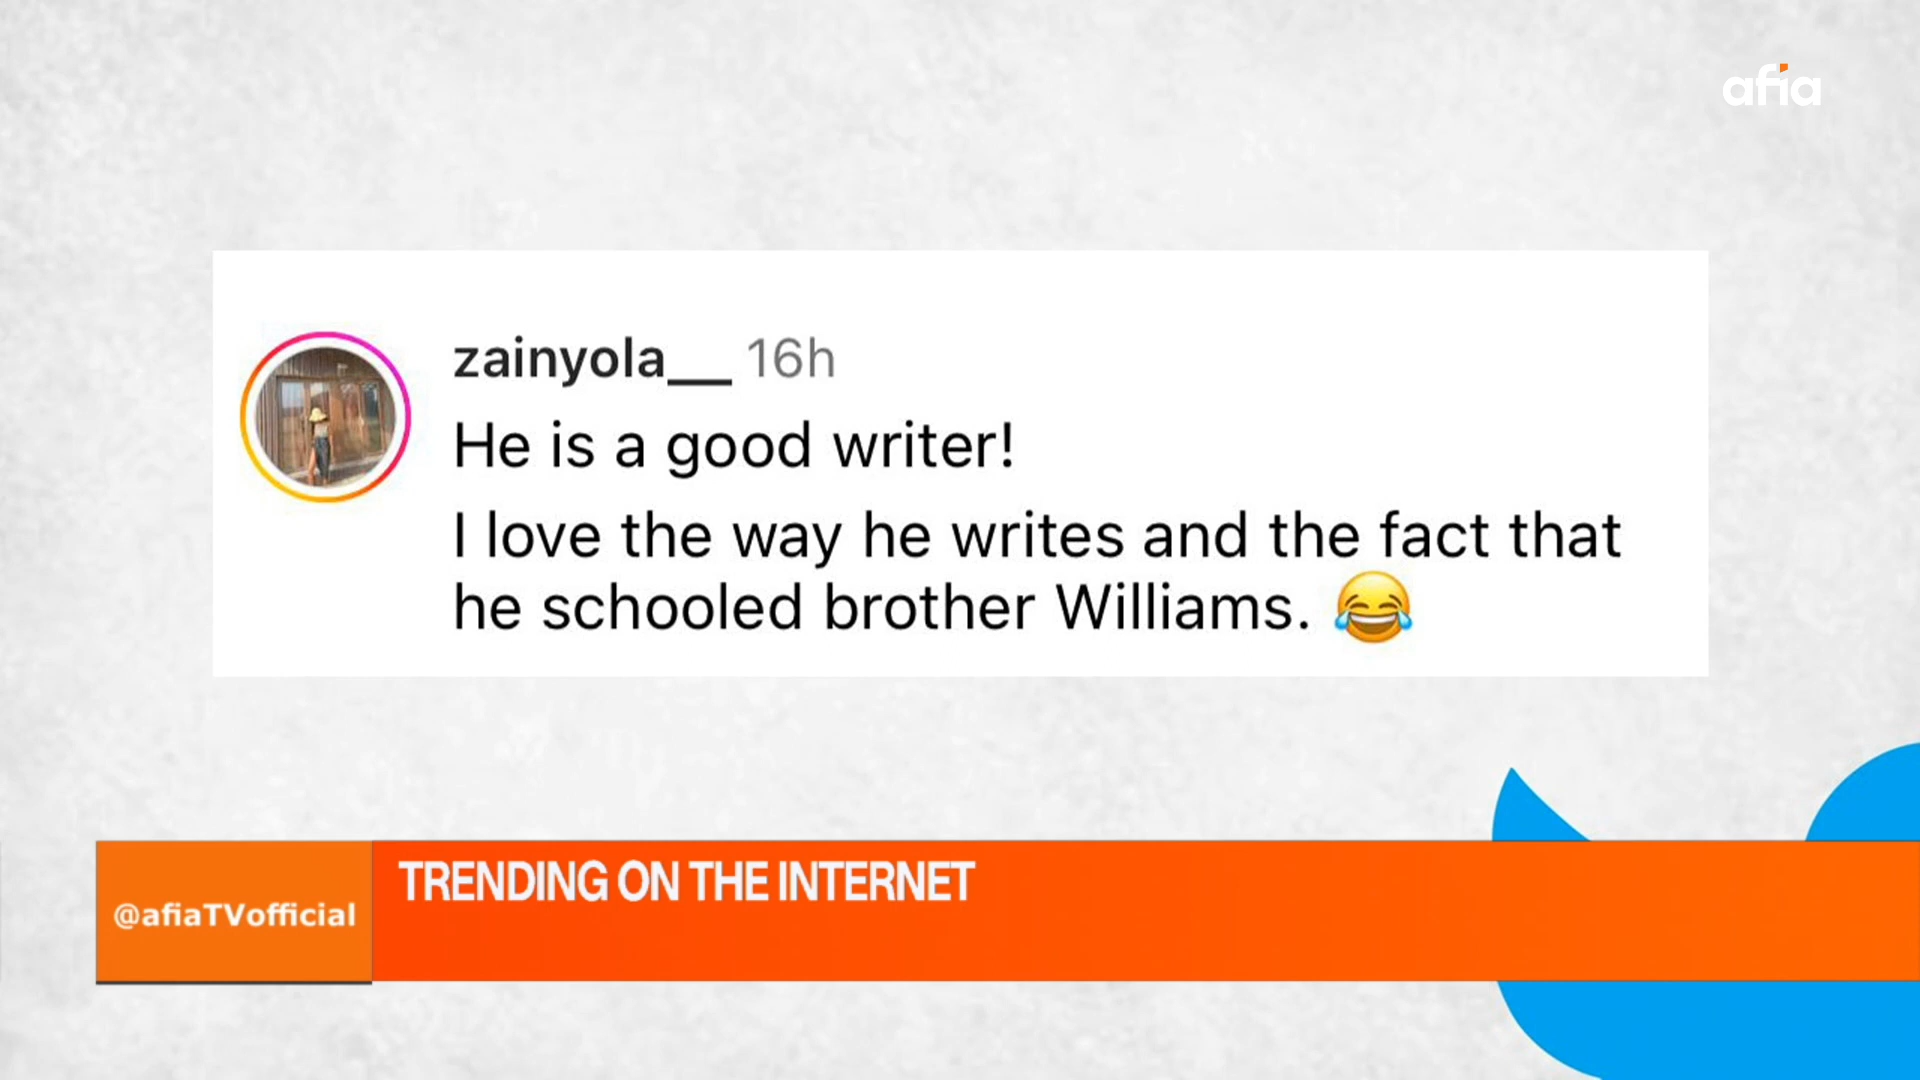 afia
zainyola__ 16h
He is a good writer!
I love the way he writes and the fact that
he schooled brother Williams. 😂
TRENDING ON THE INTERNET
@afiaTVofficial